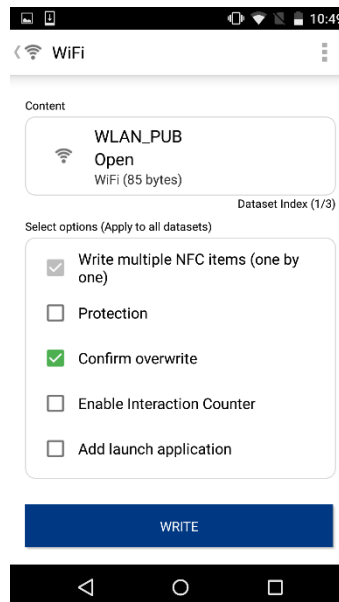 10:49
WiFi
Content
WLAN_PUB
Open
WiFi (85 bytes)
Dataset Index (1/3)
Select options (Apply to all datasets)
Write multiple NFC items (one by
one)
Protection
Confirm overwrite
Enable Interaction Counter
Add launch application
WRITE